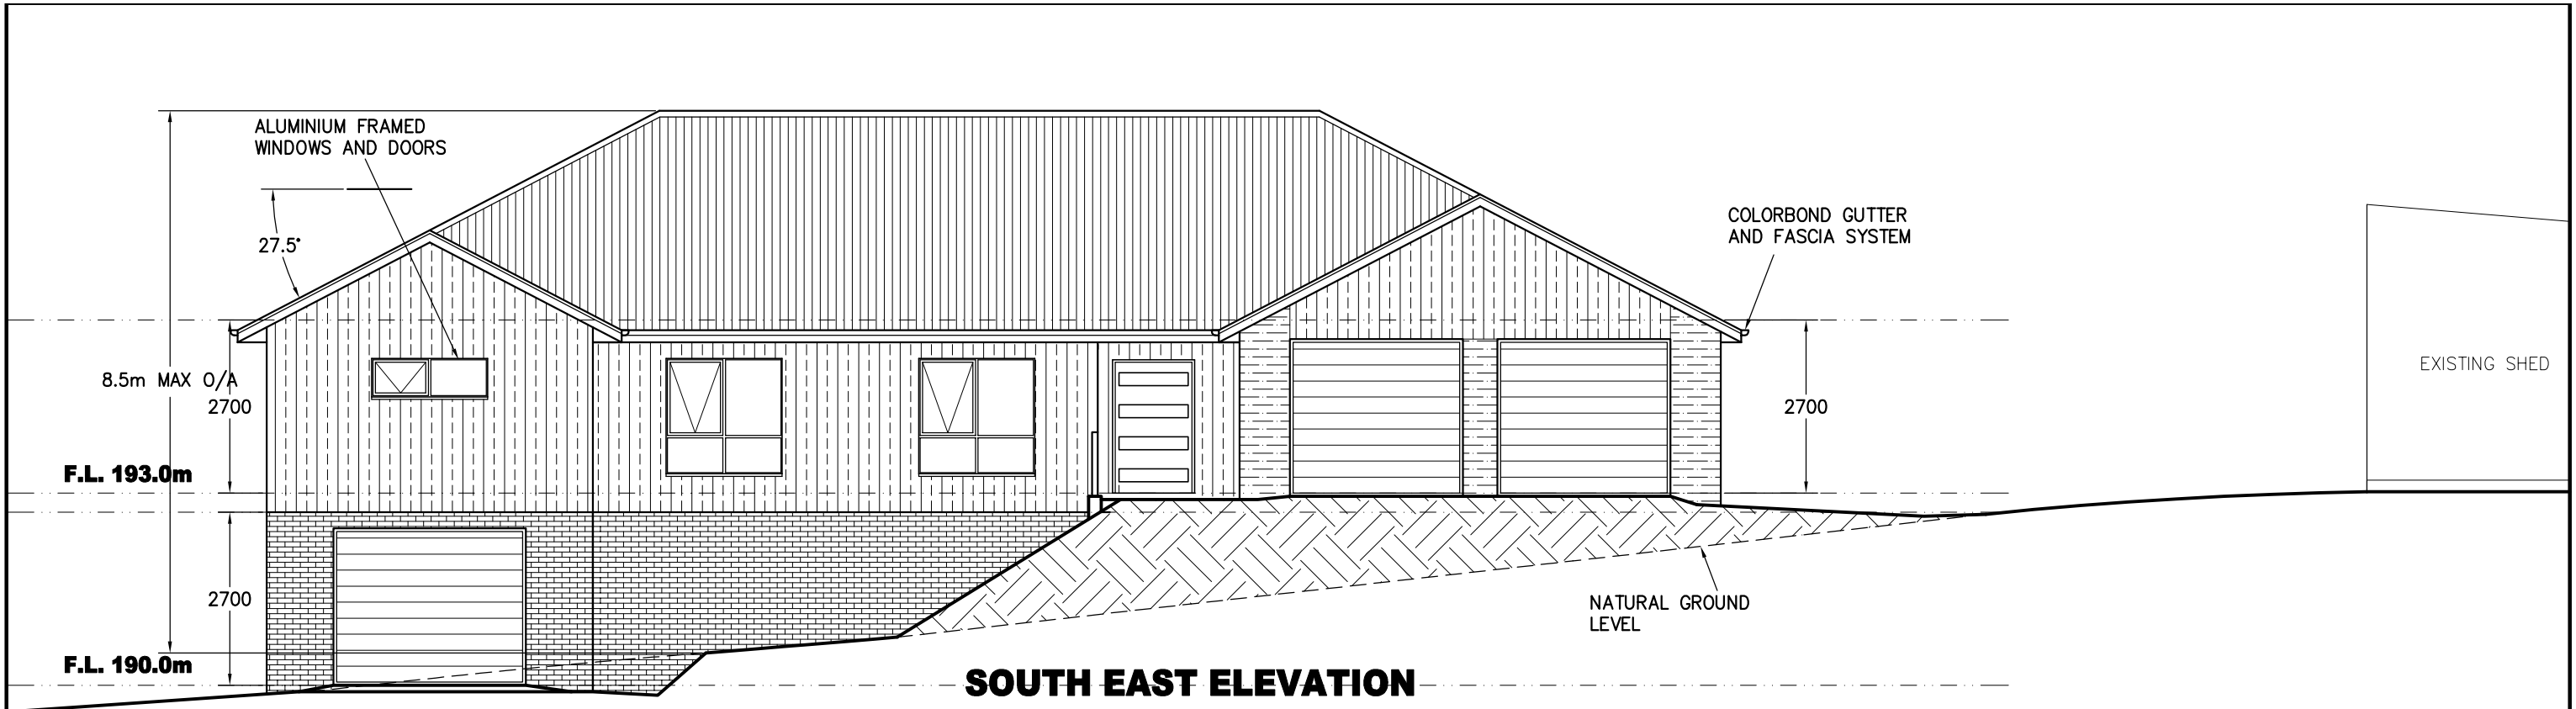 ALUMINIUM FRAMED
WINDOWS AND DOORS
27.5°
COLORBOND GUTTER
AND FASCIA SYSTEM
EXISTING SHED
8.5m MAX O/A
2700
2700
F.L. 193.0m
2700
NATURAL GROUND
LEVEL
F.L. 190.0m
SOUTH EAST ELEVATION